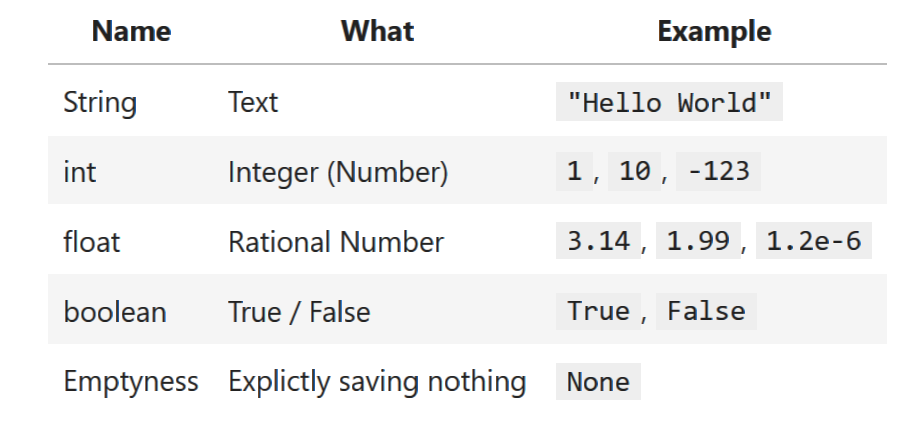 Name What Example
String Text "Hello World"
int Integer (Number) 1 , 10 , -123
float Rational Number 3.14 , 1.99 , 1.2e-6
boolean True / False True , False
Emptyness Explictly saving nothing None